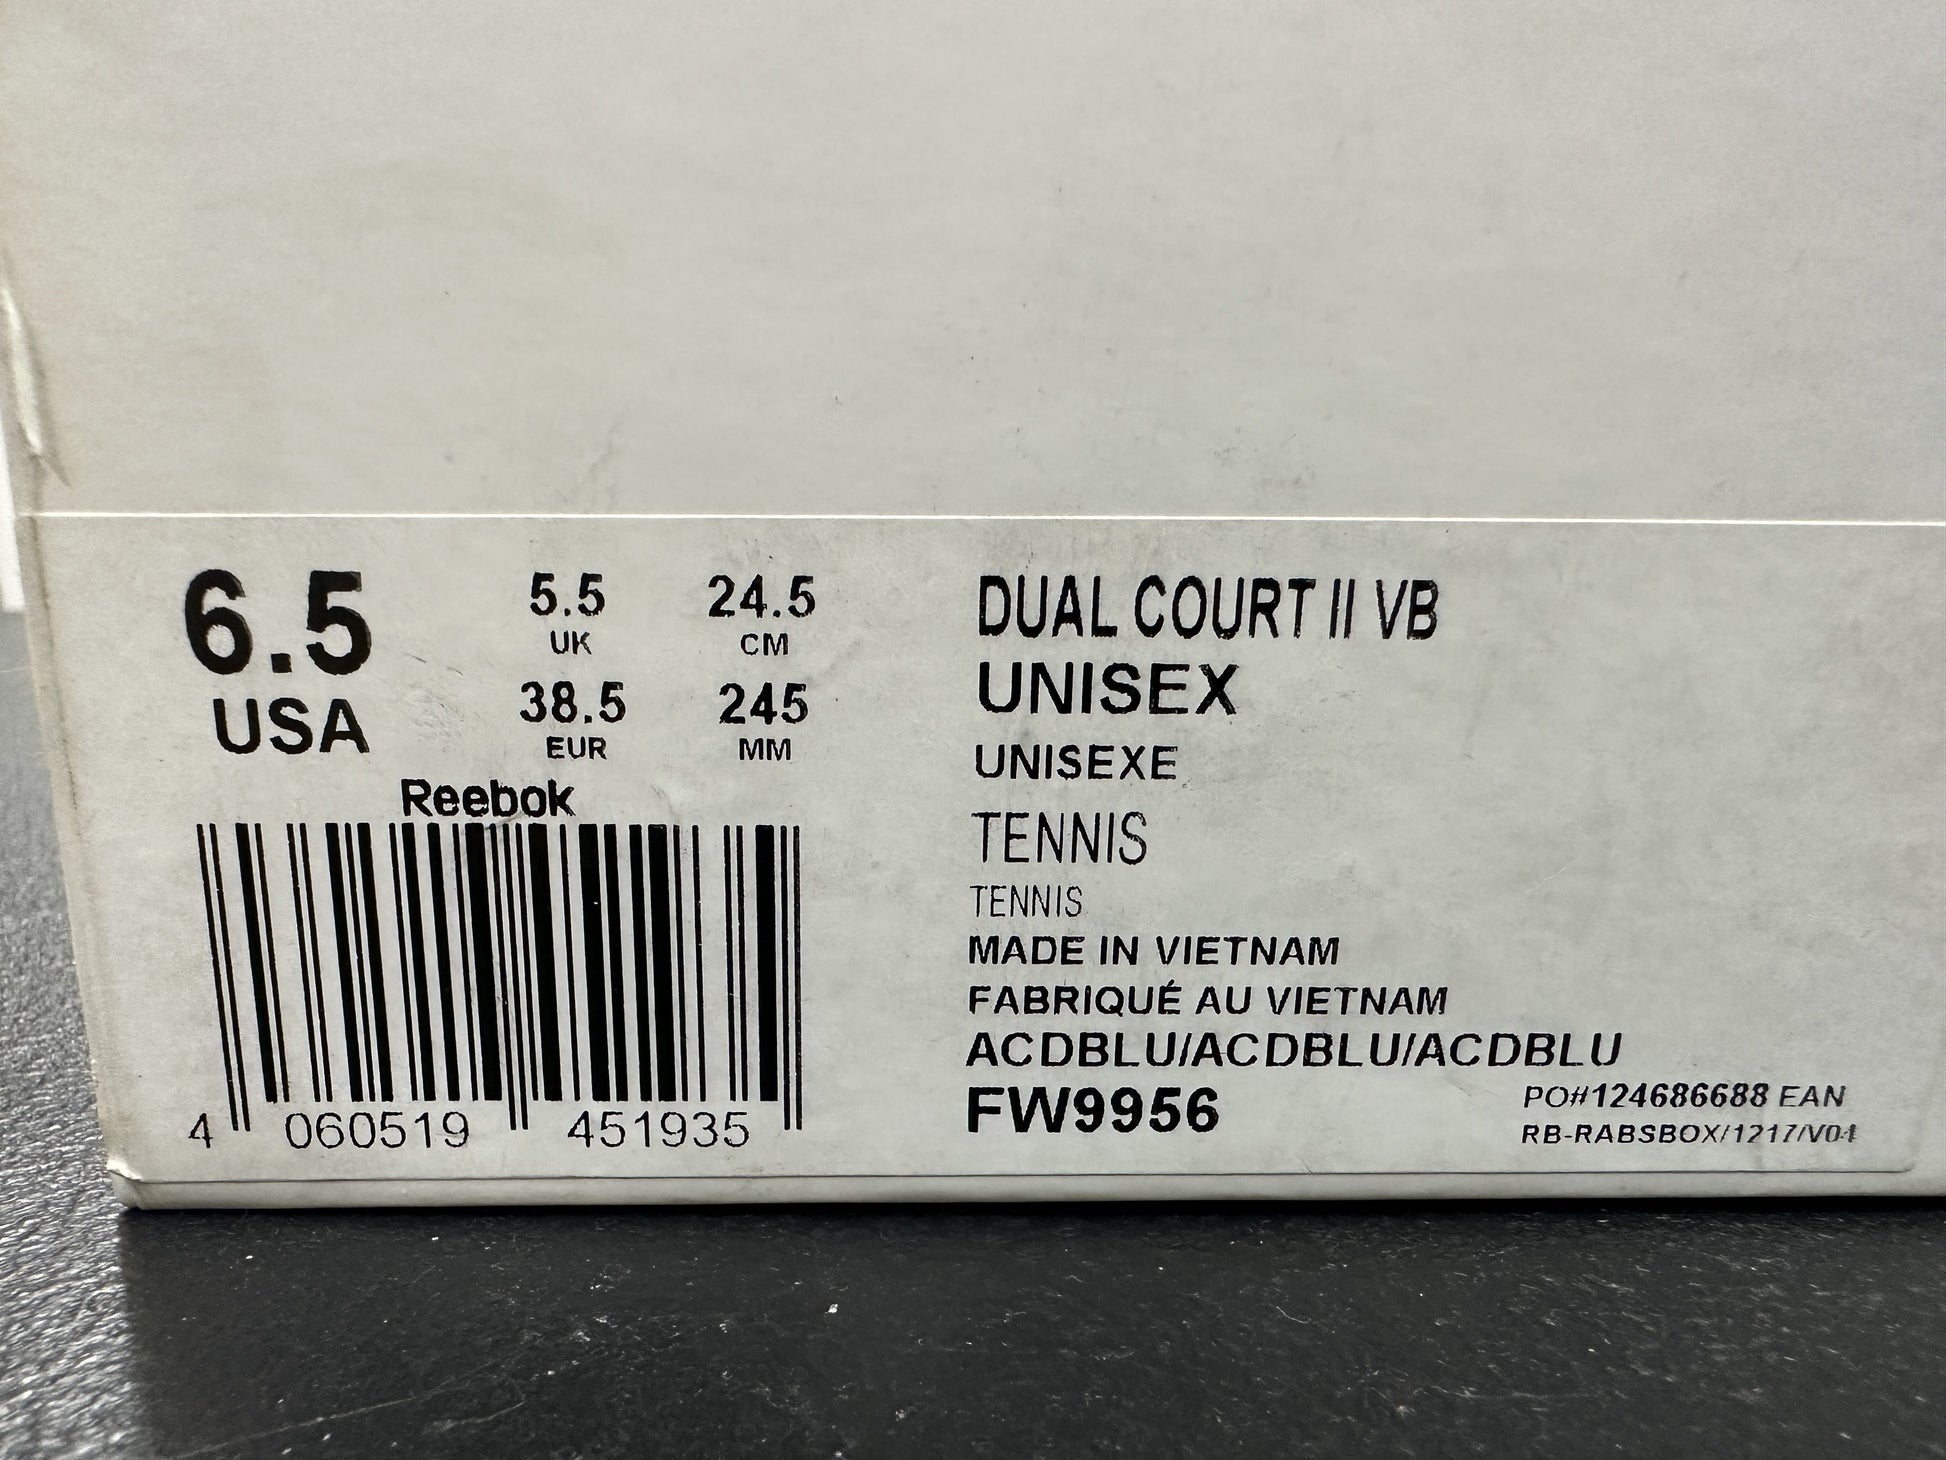 6.5
USA
5.5
UK
38.5
EUR
24.5
CM
245
MM
Reebok
4 060519 451935
DUAL COURT II VB
UNISEX
UNISEXE
TENNIS
TENNIS
MADE IN VIETNAM
FABRIQUÉ AU VIETNAM
ACDBLU/ACDBLU/ACDBLU
FW9956
PO#124686688 EAN
RB-RABSBOX/1217/V04